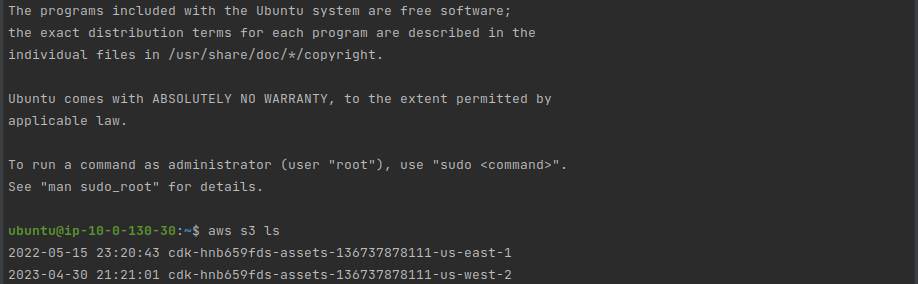 The programs included with the Ubuntu system are free software;
the exact distribution terms for each program are described in the
individual files in /usr/share/doc/*/copyright.
Ubuntu comes with ABSOLUTELY NO WARRANTY, to the extent permitted by
applicable law.
To run a command as administrator (user "root"), use "sudo <command>".
See "man sudo_root" for details.
ubuntu@ip-10-0-130-30:~$ aws s3 ls
2022-05-15 23:20:43 cdk-hnb659fds-assets-136737878111-us-east-1
2023-04-30 21:21:01 cdk-hnb659fds-assets-136737878111-us-west-2